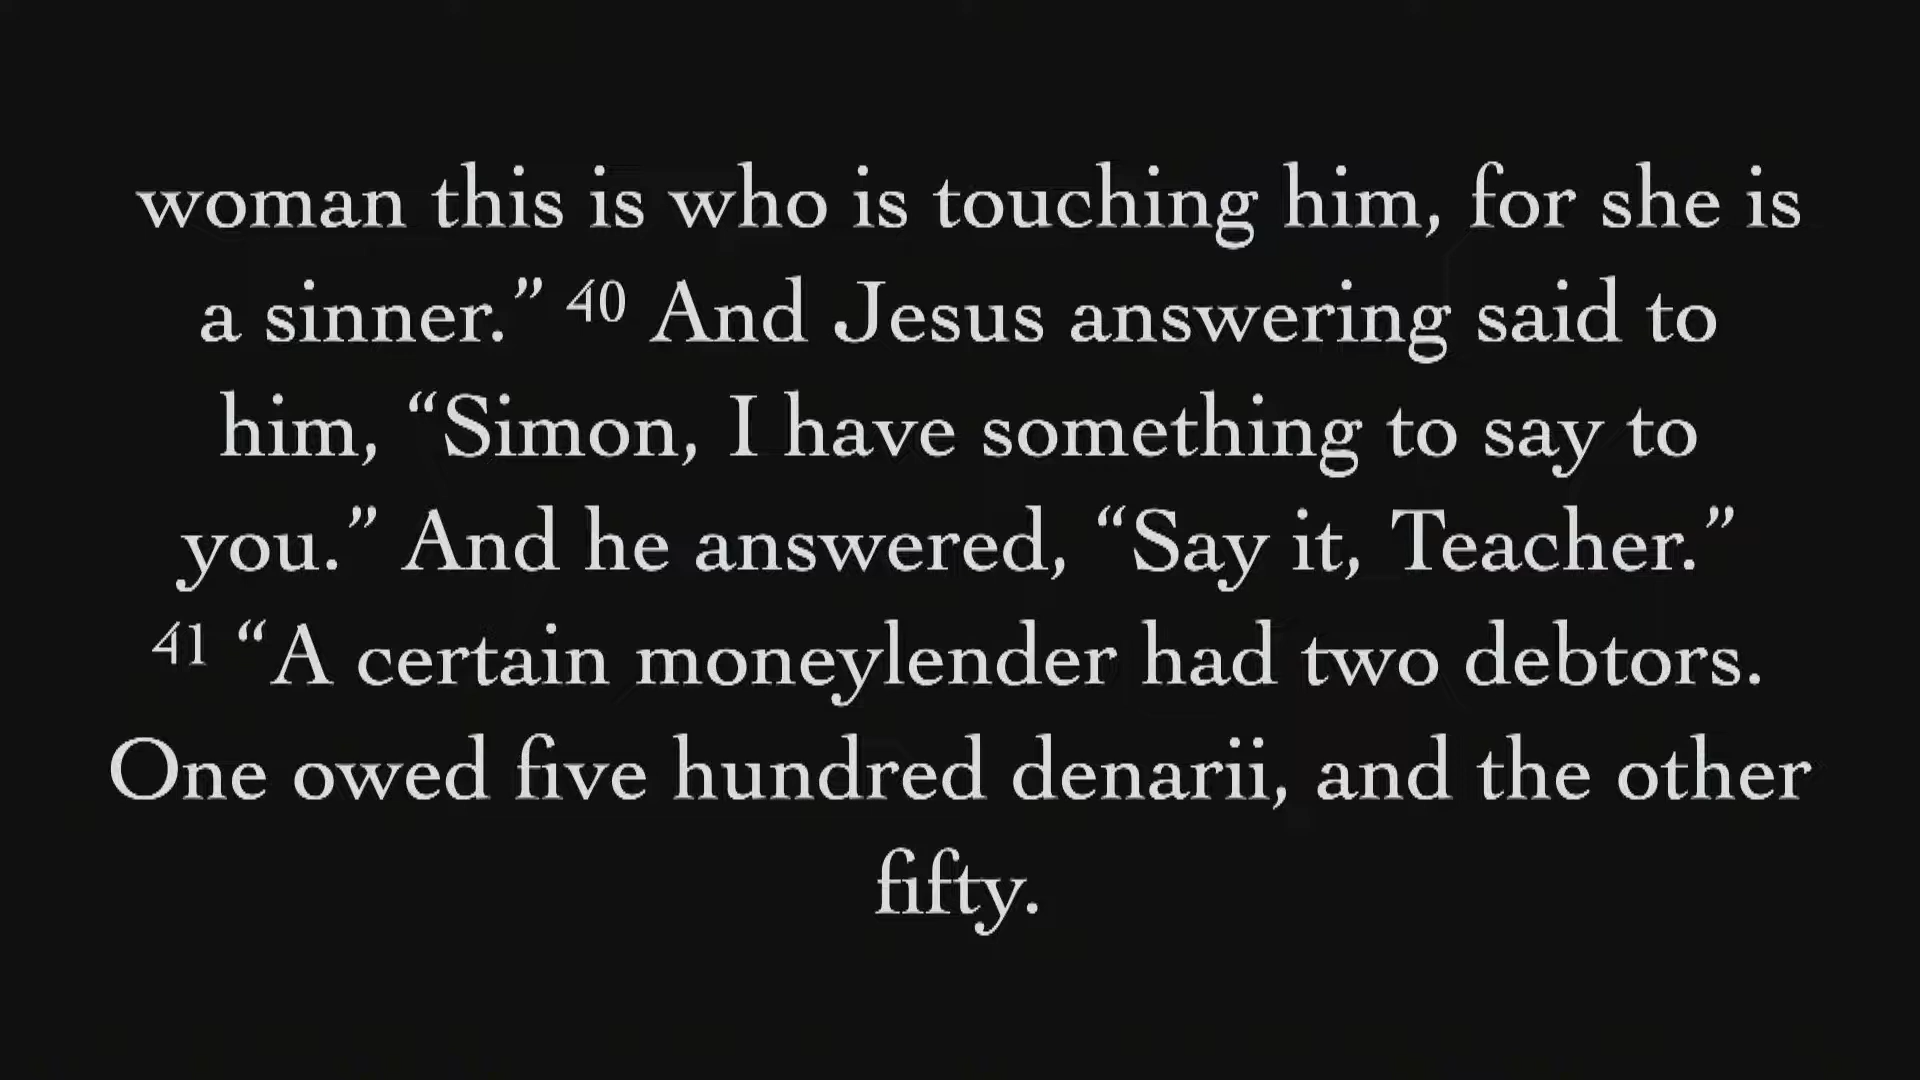 woman this is who is touching him, for she is
a sinner.” 40 And Jesus answering said to
him, “Simon, I have something to say to
you.” And he answered, “Say it, Teacher.”
41 “A certain moneylender had two debtors.
One owed five hundred denarii, and the other
fifty.